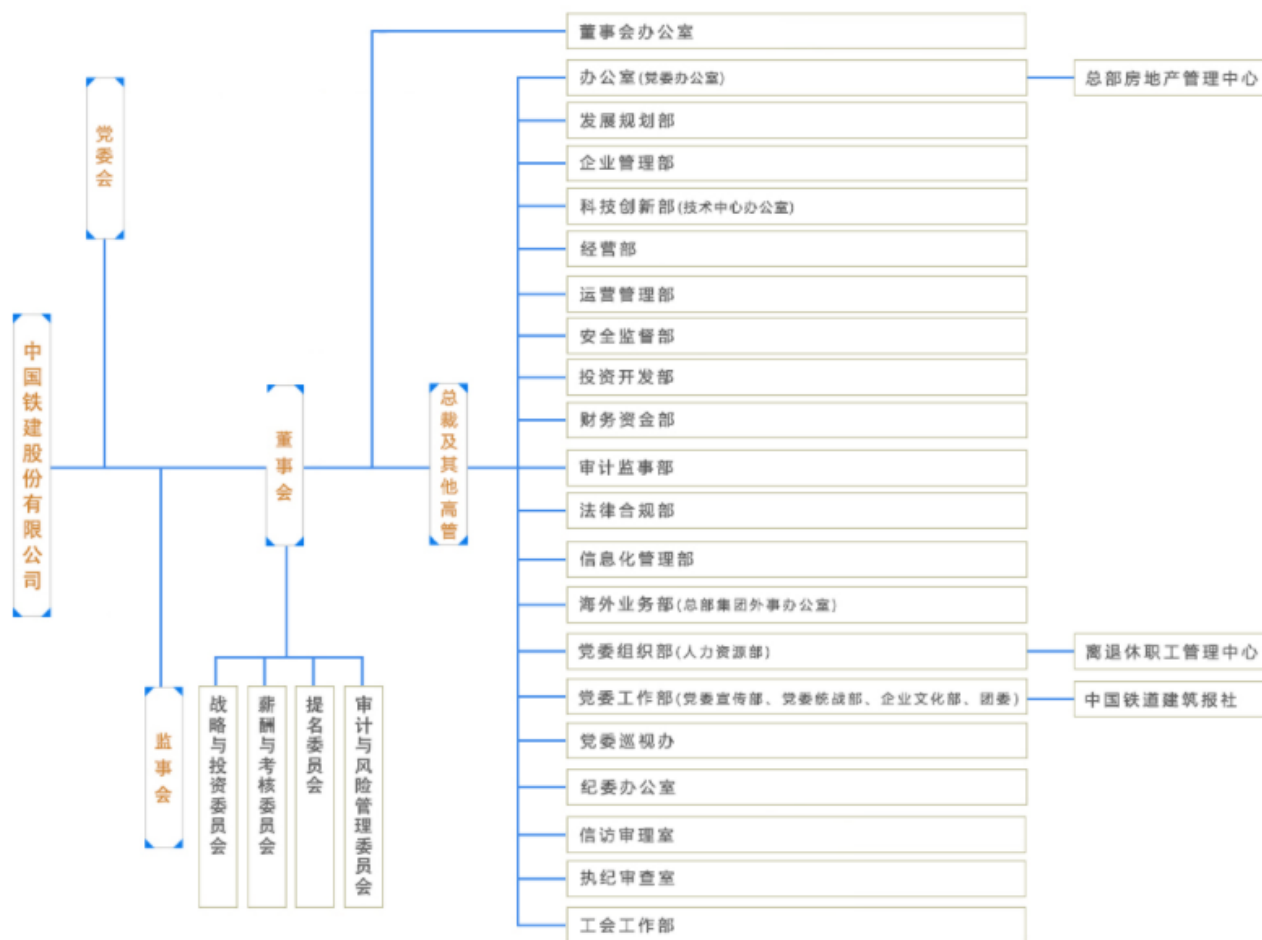 中国铁建股份有限公司
党委会
监事会
董事会
战略与投资委员会
薪酬与考核委员会
提名委员会
审计与风险管理委员会
总裁及其他高管
董事会办公室
办公室(党委办公室)
总部房地产管理中心
发展规划部
企业管理部
科技创新部(技术中心办公室)
经营部
运营管理部
安全监督部
投资开发部
财务资金部
审计监事部
法律合规部
信息化管理部
海外业务部(总部集团外事办公室)
党委组织部(人力资源部)
离退休职工管理中心
党委工作部(党委宣传部、党委统战部、企业文化部、团委)
中国铁道建筑报社
党委巡视办
纪委办公室
信访审理室
执纪审查室
工会工作部